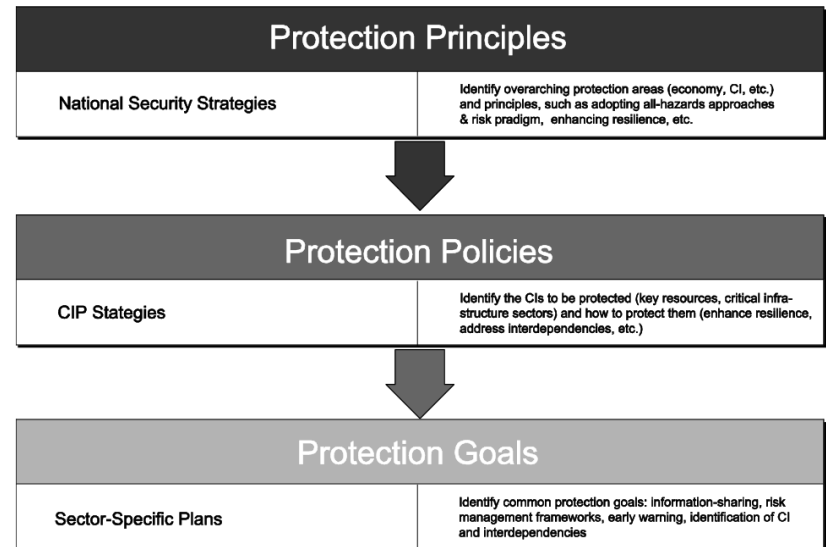 Protection Principles
National Security Strategies
Identify overarching protection areas (economy, CI, etc.)
and principles, such as adopting all-hazards approaches
& risk pradigm, enhancing resilience, etc.
Protection Policies
CIP Stategies
Identify the CIs to be protected (key resources, critical infra-
structure sectors) and how to protect them (enhance resilience,
address interdependencies, etc.)
Protection Goals
Sector-Specific Plans
Identify common protection goals: information-sharing, risk
management frameworks, early warning, identification of CI
and interdependencies